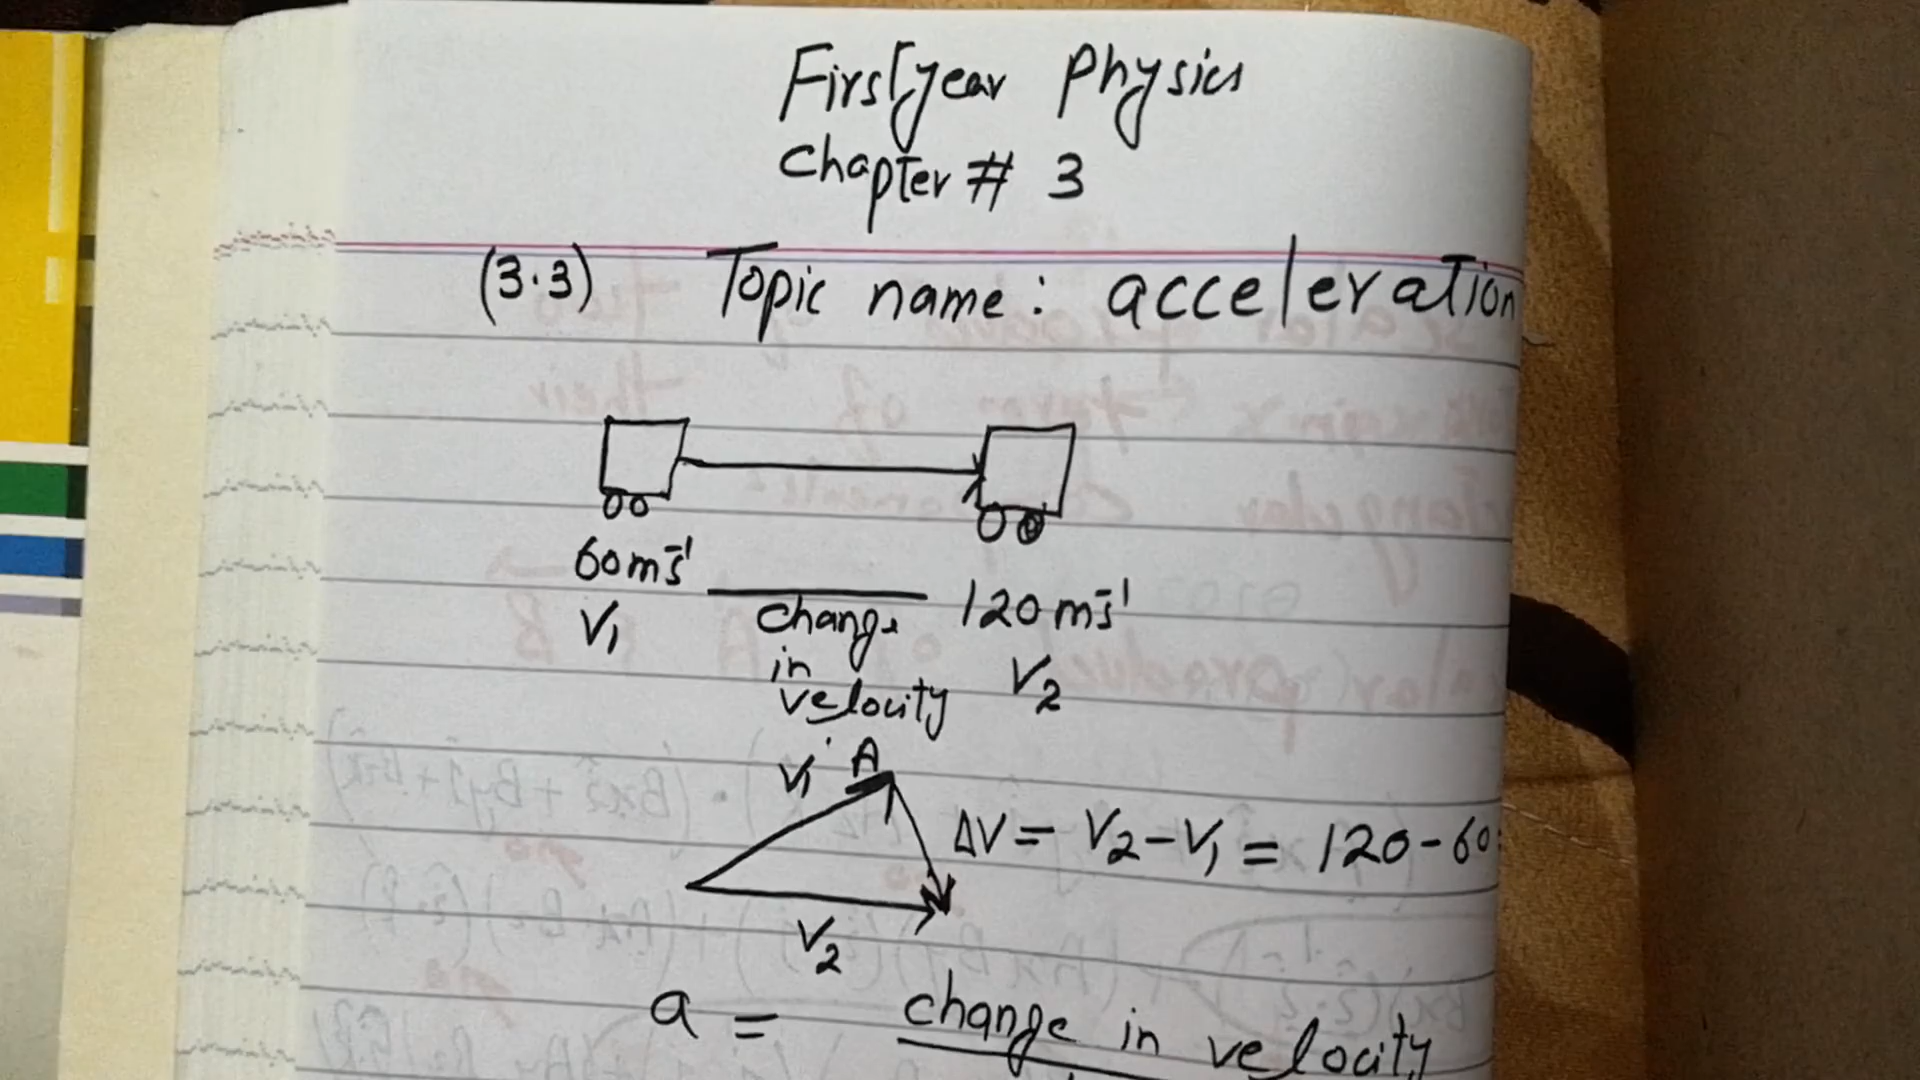 First year Physics
Chapter # 3
(3.3) Topic name: acceleration
60 ms⁻¹ 120 ms⁻¹
V₁ change V₂
in
velocity
V₁ A
ΔV = V₂ - V₁ = 120 - 60 =
V₂
a = change in velocity